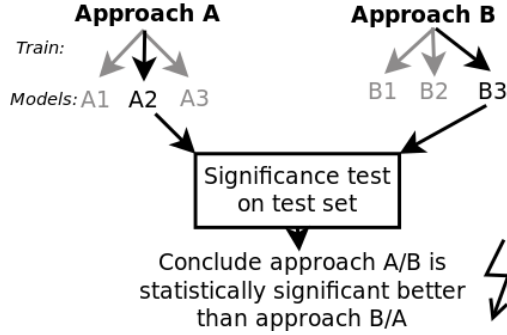 Approach A
Approach B
Train:
Models: A1 A2 A3
B1 B2 B3
Significance test
on test set
Conclude approach A/B is
statistically significant better
than approach B/A